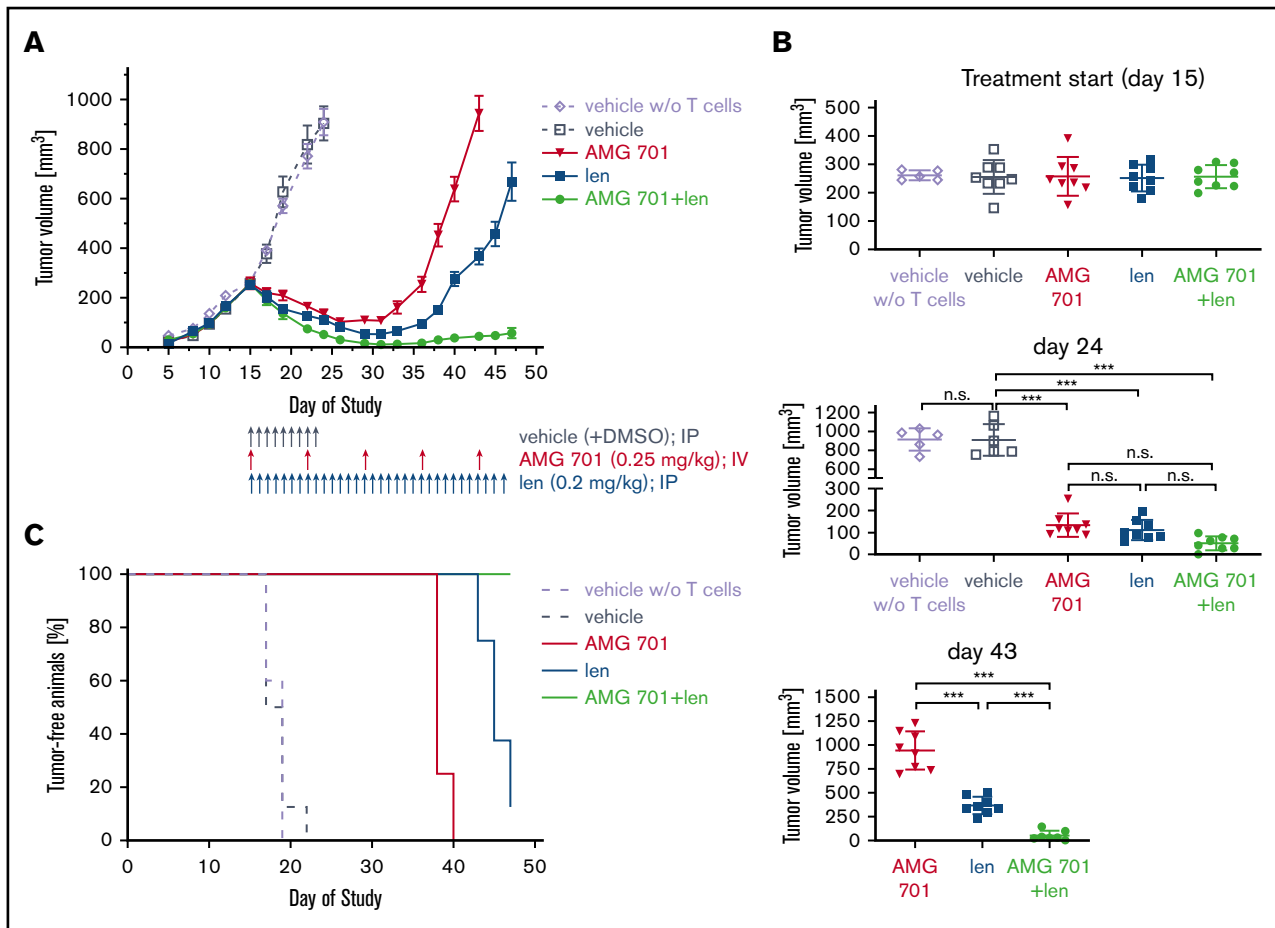 A
Tumor volume [mm³]
1000
800
600
400
200
0
0 5 10 15 20 25 30 35 40 45 50
Day of Study
vehicle w/o T cells
vehicle
AMG 701
len
AMG 701+len
vehicle (+DMSO); IP
AMG 701 (0.25 mg/kg); IV
len (0.2 mg/kg); IP
B
Treatment start (day 15)
Tumor volume [mm³]
500
400
300
200
100
0
vehicle w/o T cells
vehicle
AMG 701
len
AMG 701 +len
day 24
Tumor volume [mm³]
1200
1000
800
600
300
200
100
0
***
***
n.s.
***
n.s.
n.s.
n.s.
vehicle w/o T cells
vehicle
AMG 701
len
AMG 701 +len
day 43
Tumor volume [mm³]
1500
1250
1000
750
500
250
0
***
***
***
AMG 701
len
AMG 701 +len
C
Tumor-free animals [%]
100
80
60
40
20
0
0 10 20 30 40 50
Day of Study
vehicle w/o T cells
vehicle
AMG 701
len
AMG 701+len